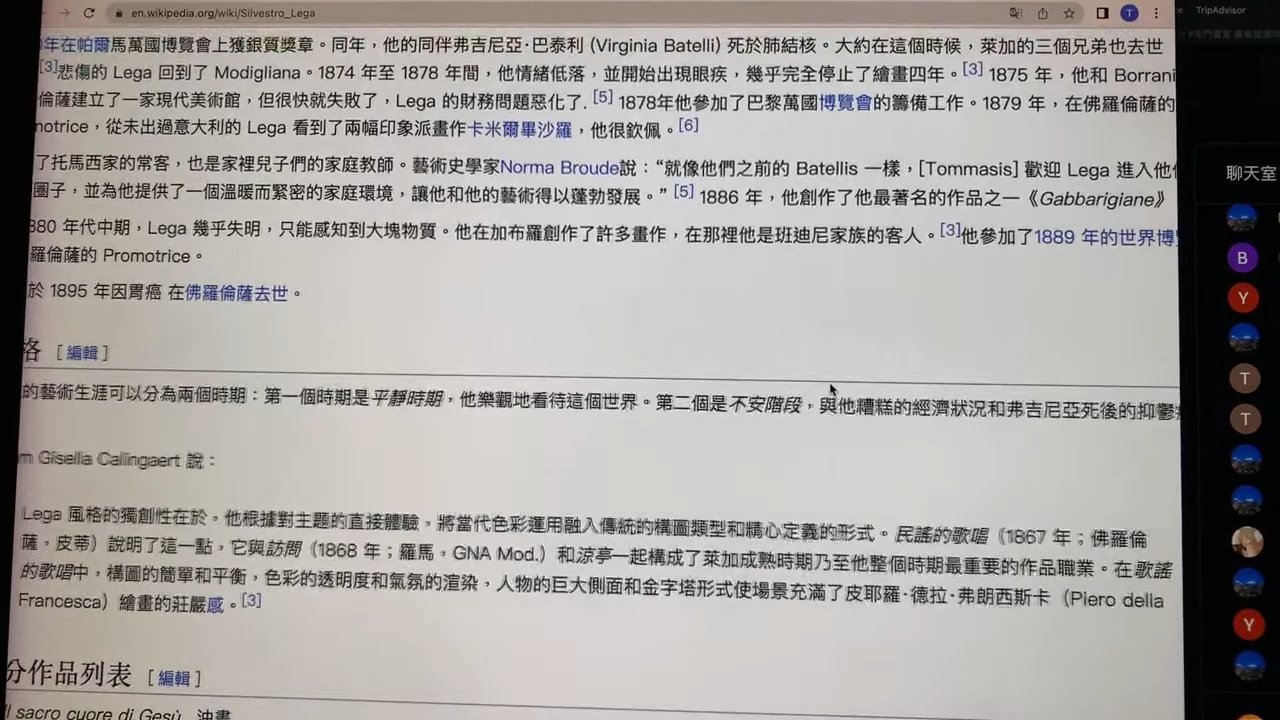 en.wikipedia.org/wiki/Silvestro_Lega
TripAdvisor
年在帕爾馬萬國博覽會上獲銀質獎章。同年，他的同伴弗吉尼亞·巴泰利 (Virginia Batelli) 死於肺結核。大約在這個時候，萊加的三個兄弟也去世
[3]悲傷的 Lega 回到了 Modigliana。1874 年至 1878 年間，他情緒低落，並開始出現眼疾，幾乎完全停止了繪畫四年。[3] 1875 年，他和 Borrani
倫薩建立了一家現代美術館，但很快就失敗了，Lega 的財務問題惡化了. [5] 1878年他參加了巴黎萬國博覽會的籌備工作。1879 年，在佛羅倫薩的
notrice，從未出過意大利的 Lega 看到了兩幅印象派畫作卡米爾畢沙羅，他很欽佩。[6]
了托馬西家的常客，也是家裡兒子們的家庭教師。藝術史學家Norma Broude說：“就像他們之前的 Batellis 一樣，[Tommasis] 歡迎 Lega 進入他
圈子，並為他提供了一個溫暖而緊密的家庭環境，讓他和他的藝術得以蓬勃發展。” [5] 1886 年，他創作了他最著名的作品之一《Gabbarigiane》
880 年代中期，Lega 幾乎失明，只能感知到大塊物質。他在加布羅創作了許多畫作，在那裡他是班迪尼家族的客人。[3]他參加了1889 年的世界博
羅倫薩的 Promotrice。
於 1895 年因胃癌 在佛羅倫薩去世。
格 [編輯]
的藝術生涯可以分為兩個時期：第一個時期是平靜時期，他樂觀地看待這個世界。第二個是不安階段，與他糟糕的經濟狀況和弗吉尼亞死後的抑鬱
m Gisella Callingaert 說：
Lega 風格的獨創性在於，他根據對主題的直接體驗，將當代色彩運用融入傳統的構圖類型和精心定義的形式。民謠的歌唱（1867 年；佛羅倫
薩，皮蒂）說明了這一點，它與訪問（1868 年；羅馬，GNA Mod.）和涼亭一起構成了萊加成熟時期乃至他整個時期最重要的作品職業。在歌謠
的歌唱中，構圖的簡單和平衡，色彩的透明度和氣氛的渲染，人物的巨大側面和金字塔形式使場景充滿了皮耶羅·德拉·弗朗西斯卡（Piero della
Francesca）繪畫的莊嚴感。[3]
分作品列表 [編輯]
Il sacro cuore di Gesù，油畫
聊天室
T
B
Y
T
T
Y